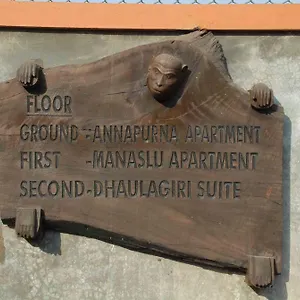 FLOOR
GROUND -ANNAPURNA APARTMENT
FIRST -MANASLU APARTMENT
SECOND-DHAULAGIRI SUITE